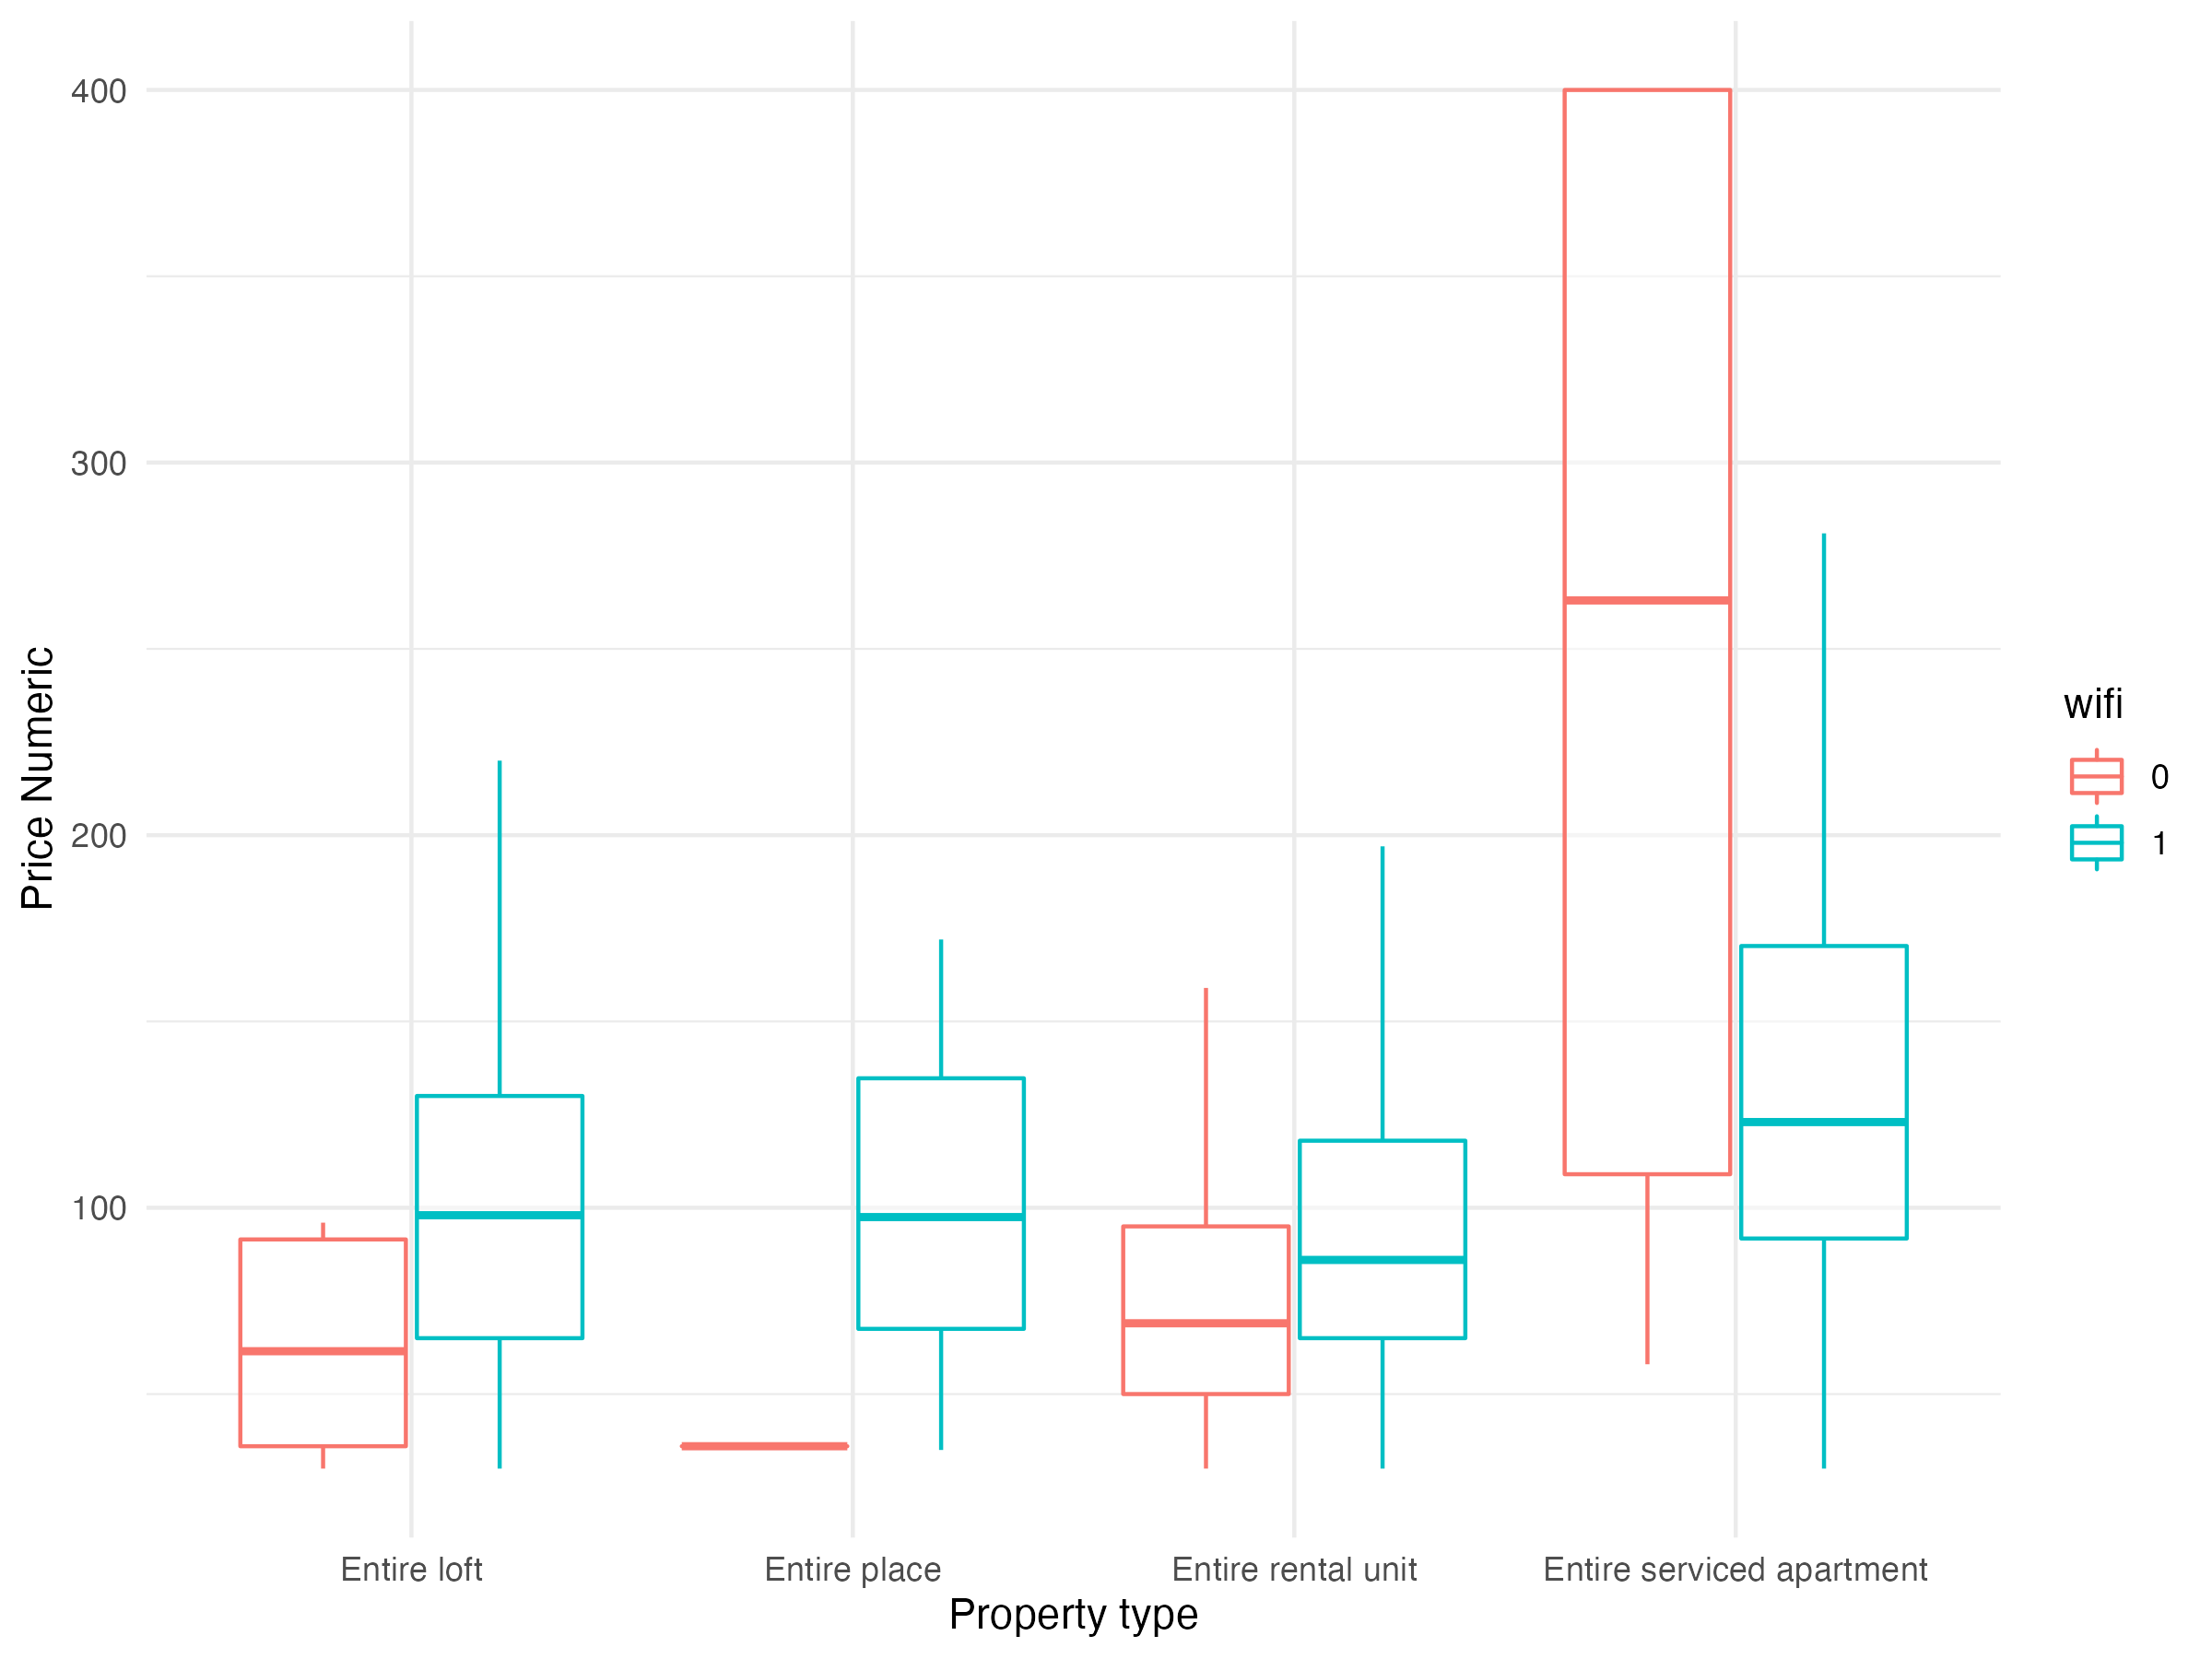 400
300
200
100
Price Numeric
Entire loft
Entire place
Entire rental unit
Entire serviced apartment
Property type
wifi
0
1